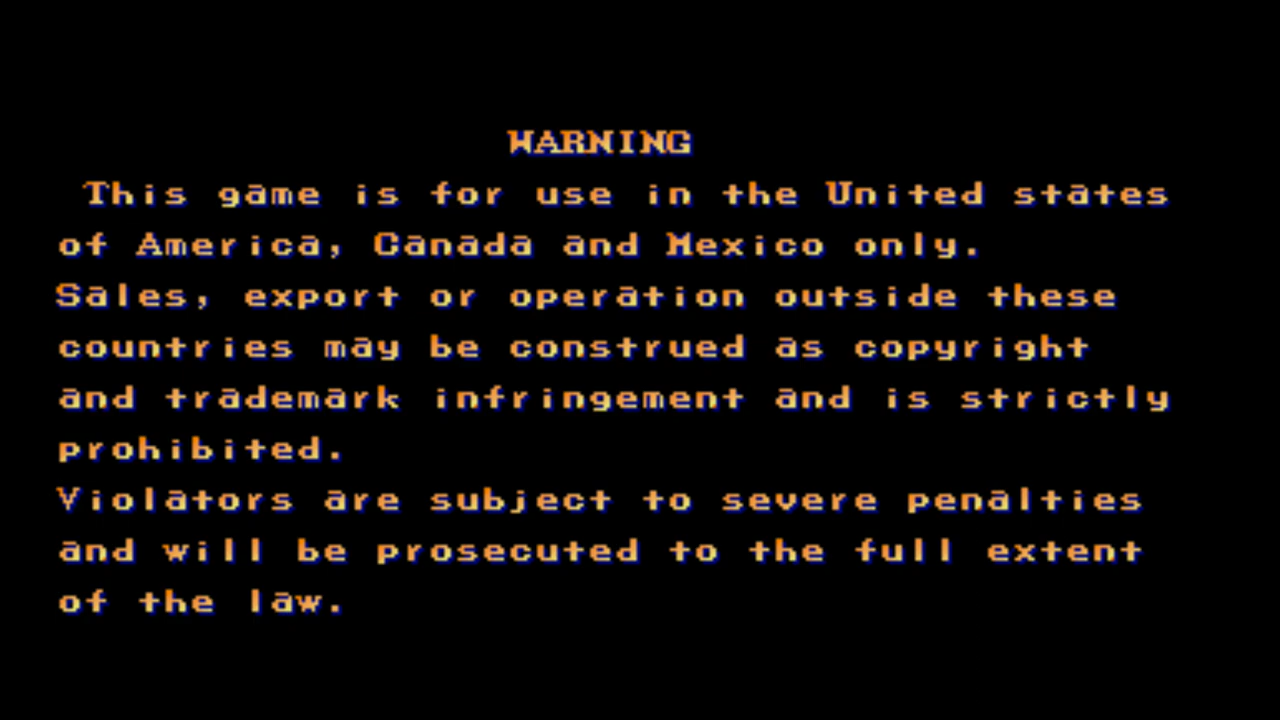 WARNING
This game is for use in the United states
of America, Canada and Mexico only.
Sales, export or operation outside these
countries may be construed as copyright
and trademark infringement and is strictly
prohibited.
Violators are subject to severe penalties
and will be prosecuted to the full extent
of the law.